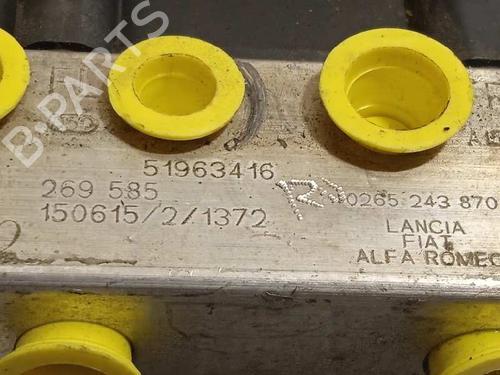 B-PARTS
51963416
269 585
0265 243 870
150615/2/1372
LANCIA
FIAT
ALFA ROMEO